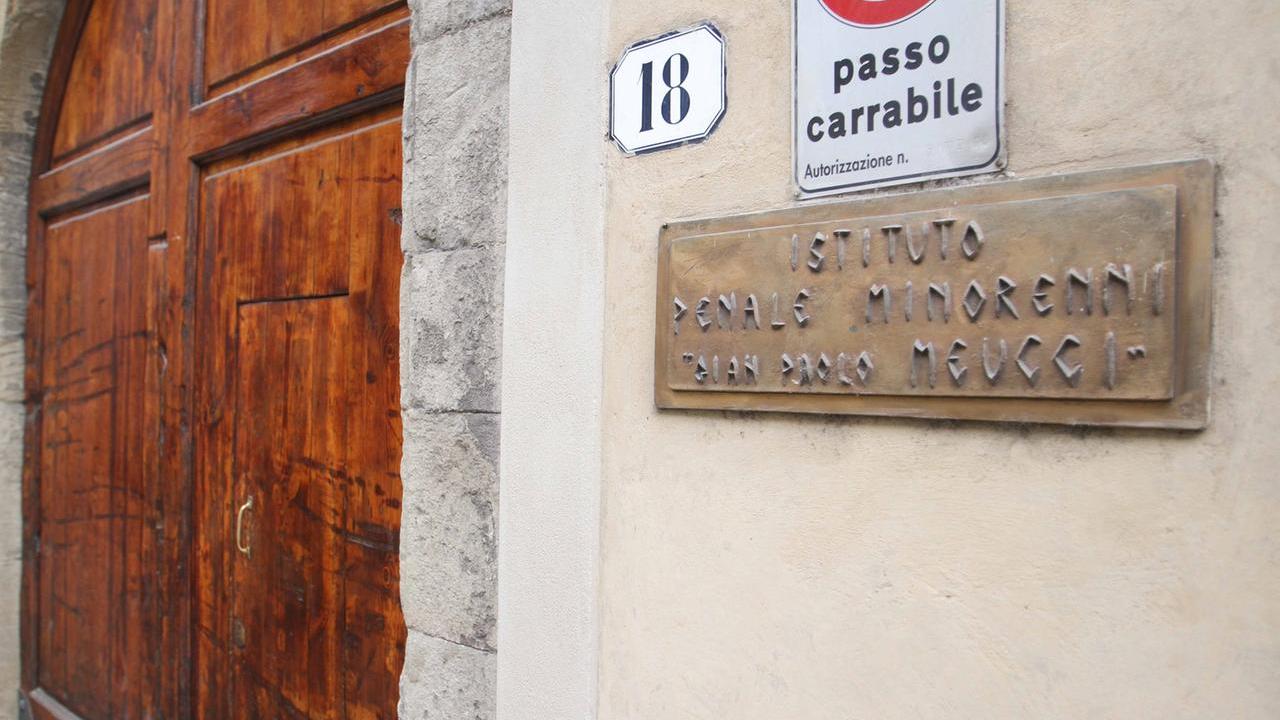 18
passo
carrabile
Autorizzazione n.
ISTITUTO
PENALE MINORENNI
"GIAN PAOLO MEUCCI"